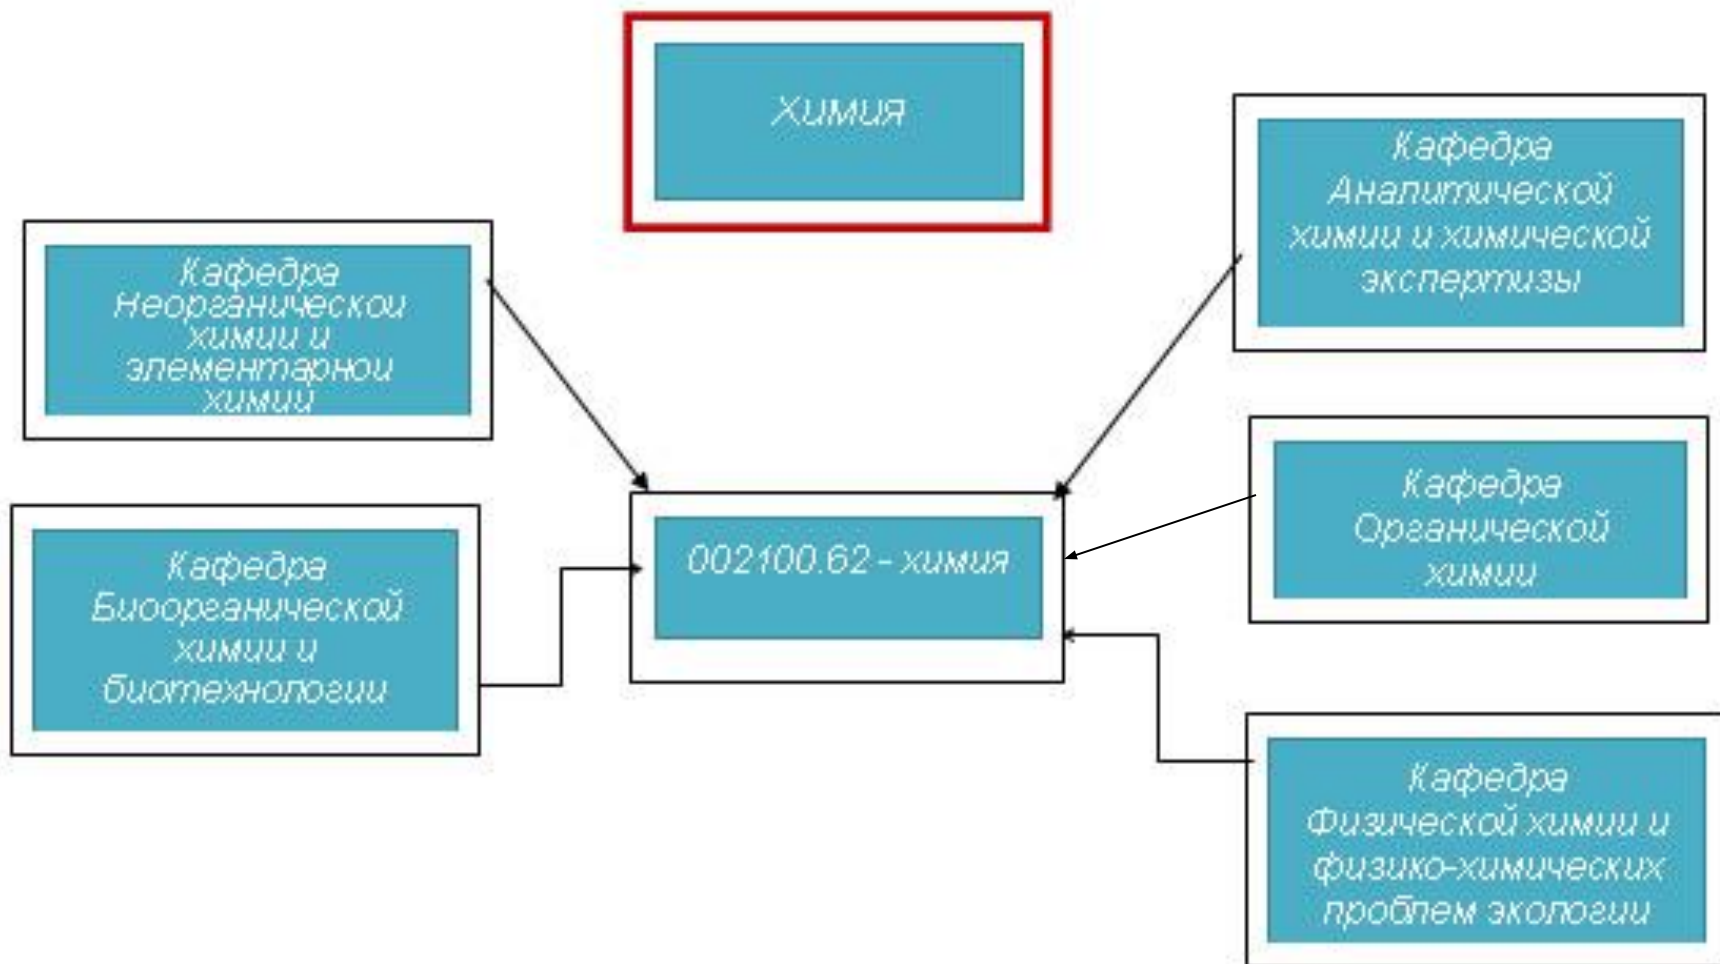 Химия
Кафедра
Неорганической
химии и
элементарной
химии
Кафедра
Биоорганической
химии и
биотехнологии
002100.62 - химия
Кафедра
Аналитической
химии и химической
экспертизы
Кафедра
Органической
химии
Кафедра
Физической химии и
физико-химических
проблем экологии